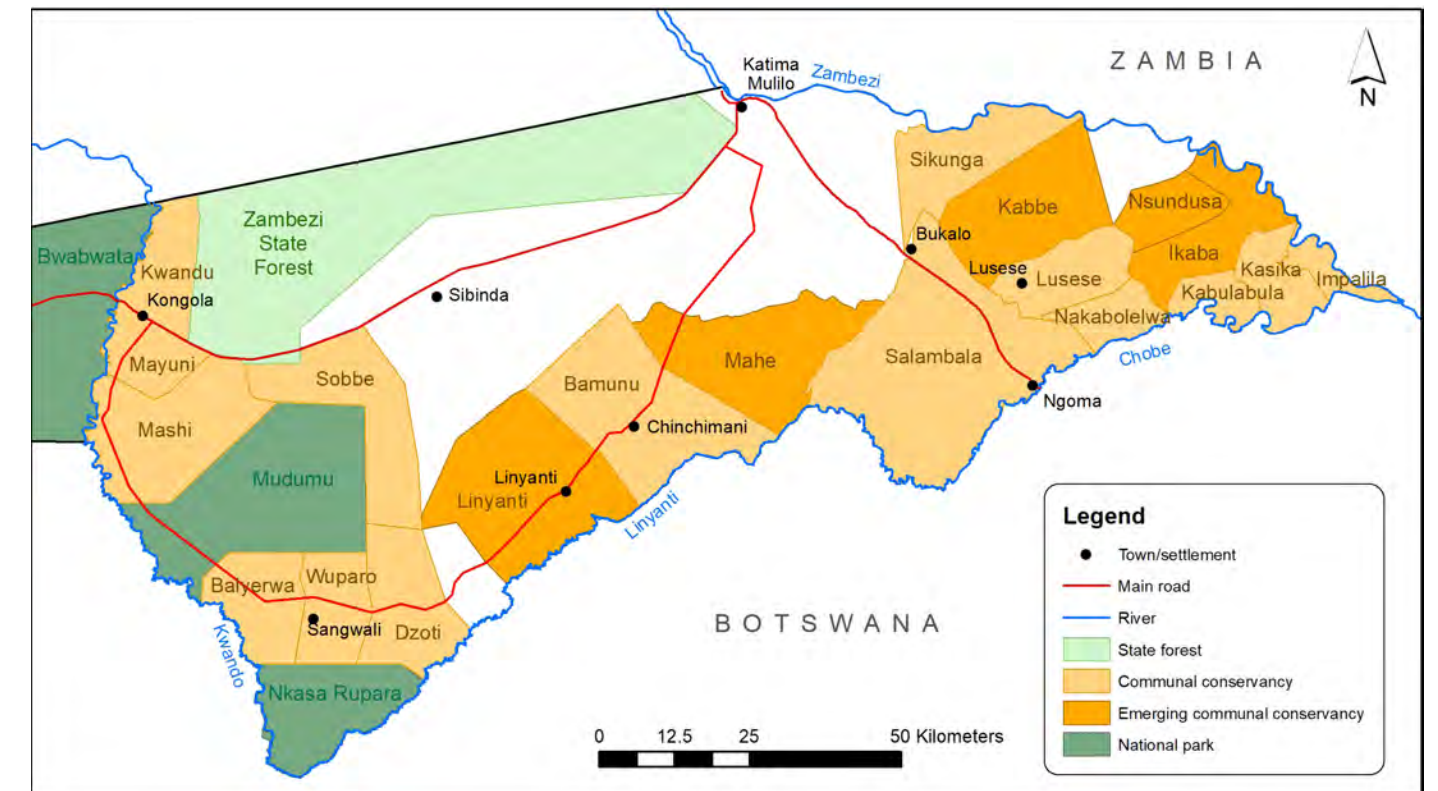 ZAMBIA
N
Katima
Mulilo
Zambezi
Sikunga
Kabbe
Nsundusa
Ikaba
Kasika
Impalila
Kabulabula
Bukalo
Lusese
Lusese
Nakabolelwa
Chobe
Salambala
Ngoma
Zambezi
State
Forest
Bwabwata
Kwandu
Kongola
Sibinda
Mayuni
Sobbe
Mashi
Mahe
Bamunu
Chinchimani
Mudumu
Linyanti
Linyanti
Linyanti
Balyerwa
Wuparo
Sangwali
Dzoti
Kwando
Nkasa Rupara
BOTSWANA
0 12.5 25 50 Kilometers
Legend
Town/settlement
Main road
River
State forest
Communal conservancy
Emerging communal conservancy
National park